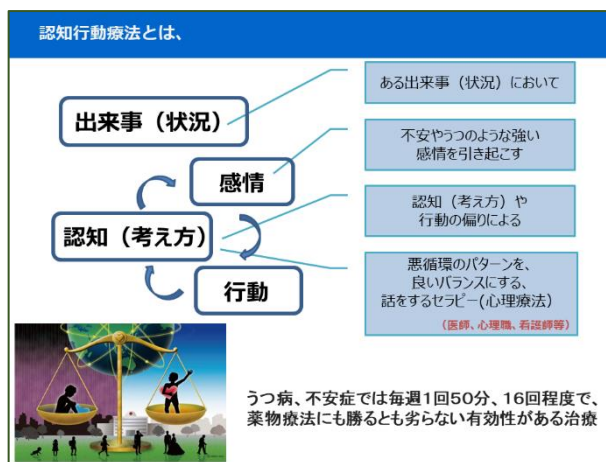 認知行動療法とは、
出来事（状況）
感情
認知（考え方）
行動
ある出来事（状況）において
不安やうつのような強い
感情を引き起こす
認知（考え方）や
行動の偏りによる
悪循環のパターンを、
良いバランスにする、
話をするセラピー(心理療法)
（医師、心理職、看護師等）
うつ病、不安症では毎週1回50分、16回程度で、
薬物療法にも勝るとも劣らない有効性がある治療